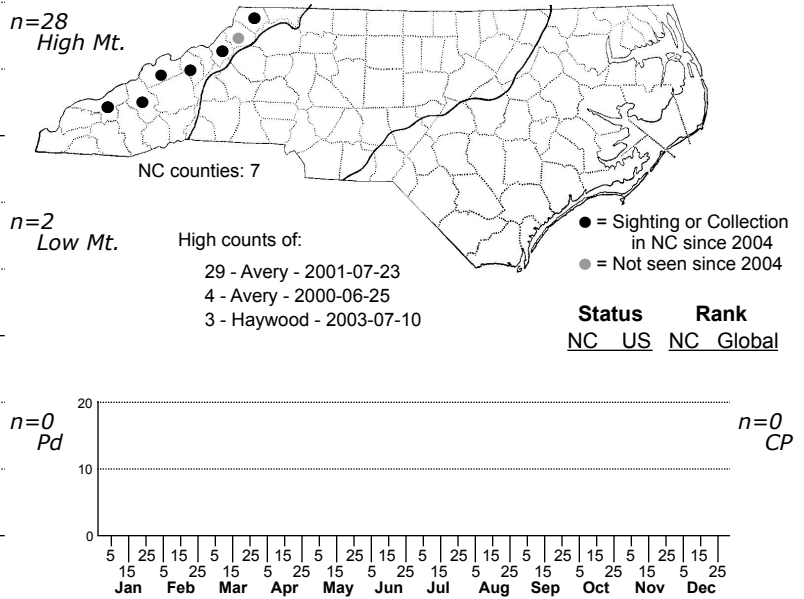 n=28
High Mt.
NC counties: 7
n=2
Low Mt.
High counts of:
29 - Avery - 2001-07-23
4 - Avery - 2000-06-25
3 - Haywood - 2003-07-10
= Sighting or Collection
in NC since 2004
= Not seen since 2004
Status Rank
NC US NC Global
n=0
Pd
n=0
CP
20
10
0
5 25 15 5 25 15 5 25 15 5 25 15 5 25 15 5 25 15
15 5 25 15 5 25 15 5 25 15 5 25 15 5 25 15 5 25
Jan Feb Mar Apr May Jun Jul Aug Sep Oct Nov Dec